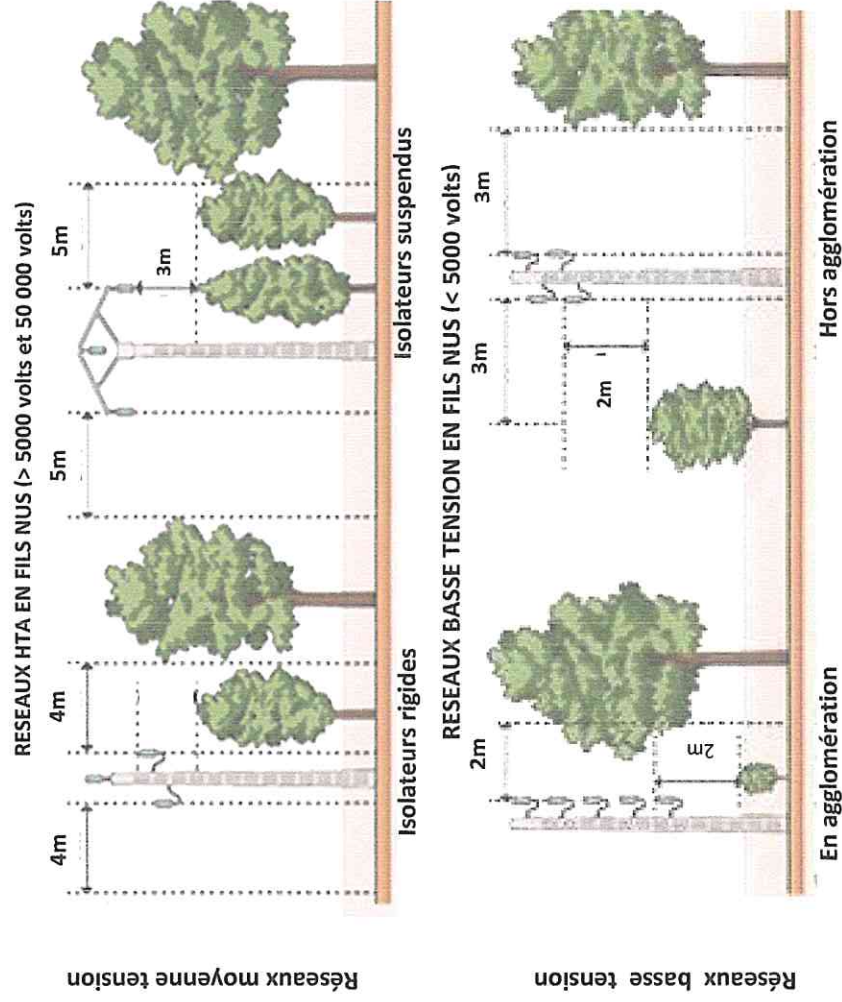 RESEAUX HTA EN FILS NUS (> 5000 volts et 50 000 volts)
4m
4m
5m
5m
3m
Isolateurs rigides
Isolateurs suspendus
Réseaux moyenne tension
RESEAUX BASSE TENSION EN FILS NUS (< 5000 volts)
2m
2m
3m
3m
2m
En agglomération
Hors agglomération
Réseaux basse tension